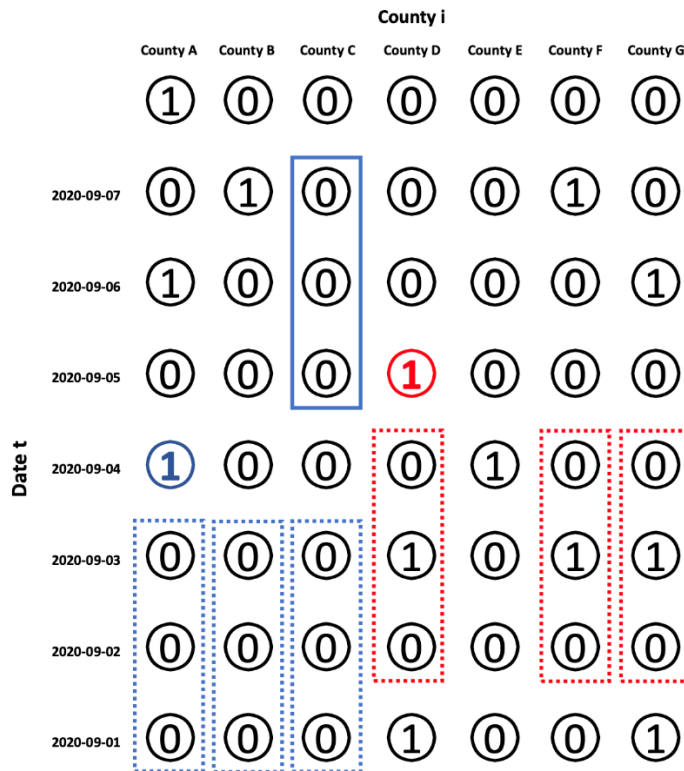 County i
County A County B County C County D County E County F County G
1 0 0 0 0 0 0
2020-09-07 0 1 0 0 0 1 0
2020-09-06 1 0 0 0 0 0 1
2020-09-05 0 0 0 1 0 0 0
Date t
2020-09-04 1 0 0 0 1 0 0
2020-09-03 0 0 0 1 0 1 1
2020-09-02 0 0 0 0 0 0 0
2020-09-01 0 0 0 1 0 0 1